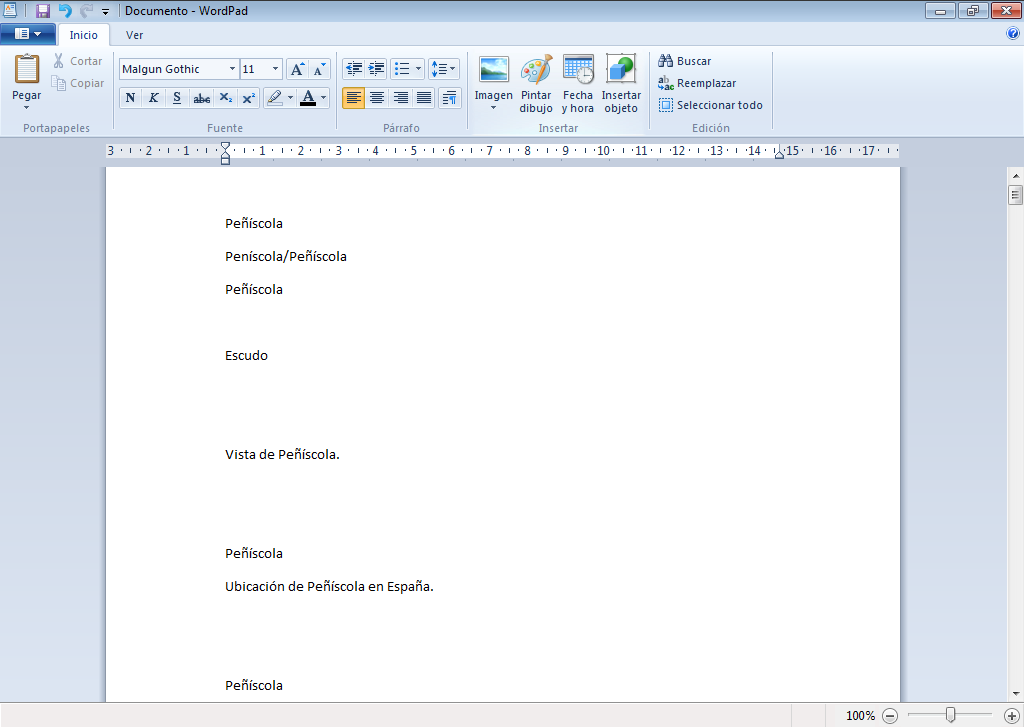 Documento - WordPad
Inicio Ver
Pegar
Cortar
Copiar
Portapapeles
Malgun Gothic 11
N K S abc X₂ X² A
Fuente
Párrafo
Imagen
Pintar dibujo
Fecha y hora
Insertar objeto
Insertar
Buscar
Reemplazar
Seleccionar todo
Edición
3 2 1 1 2 3 4 5 6 7 8 9 10 11 12 13 14 15 16 17
Peñíscola
Peníscola/Peñíscola
Peñíscola
Escudo
Vista de Peñíscola.
Peñíscola
Ubicación de Peñíscola en España.
Peñíscola
100%